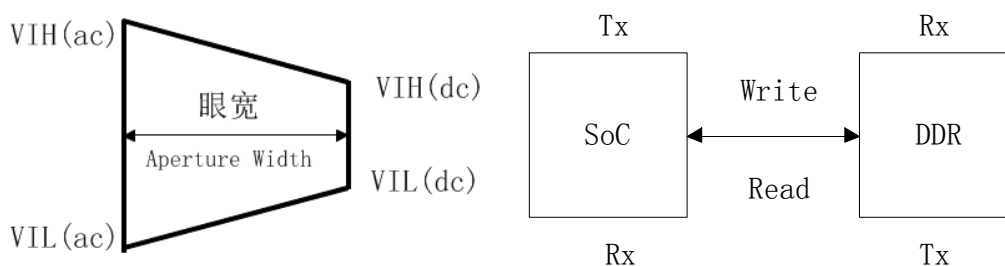 VIH(ac)
VIH(dc)
眼宽
Aperture Width
VIL(dc)
VIL(ac)
Tx
Rx
Write
SoC
DDR
Read
Rx
Tx